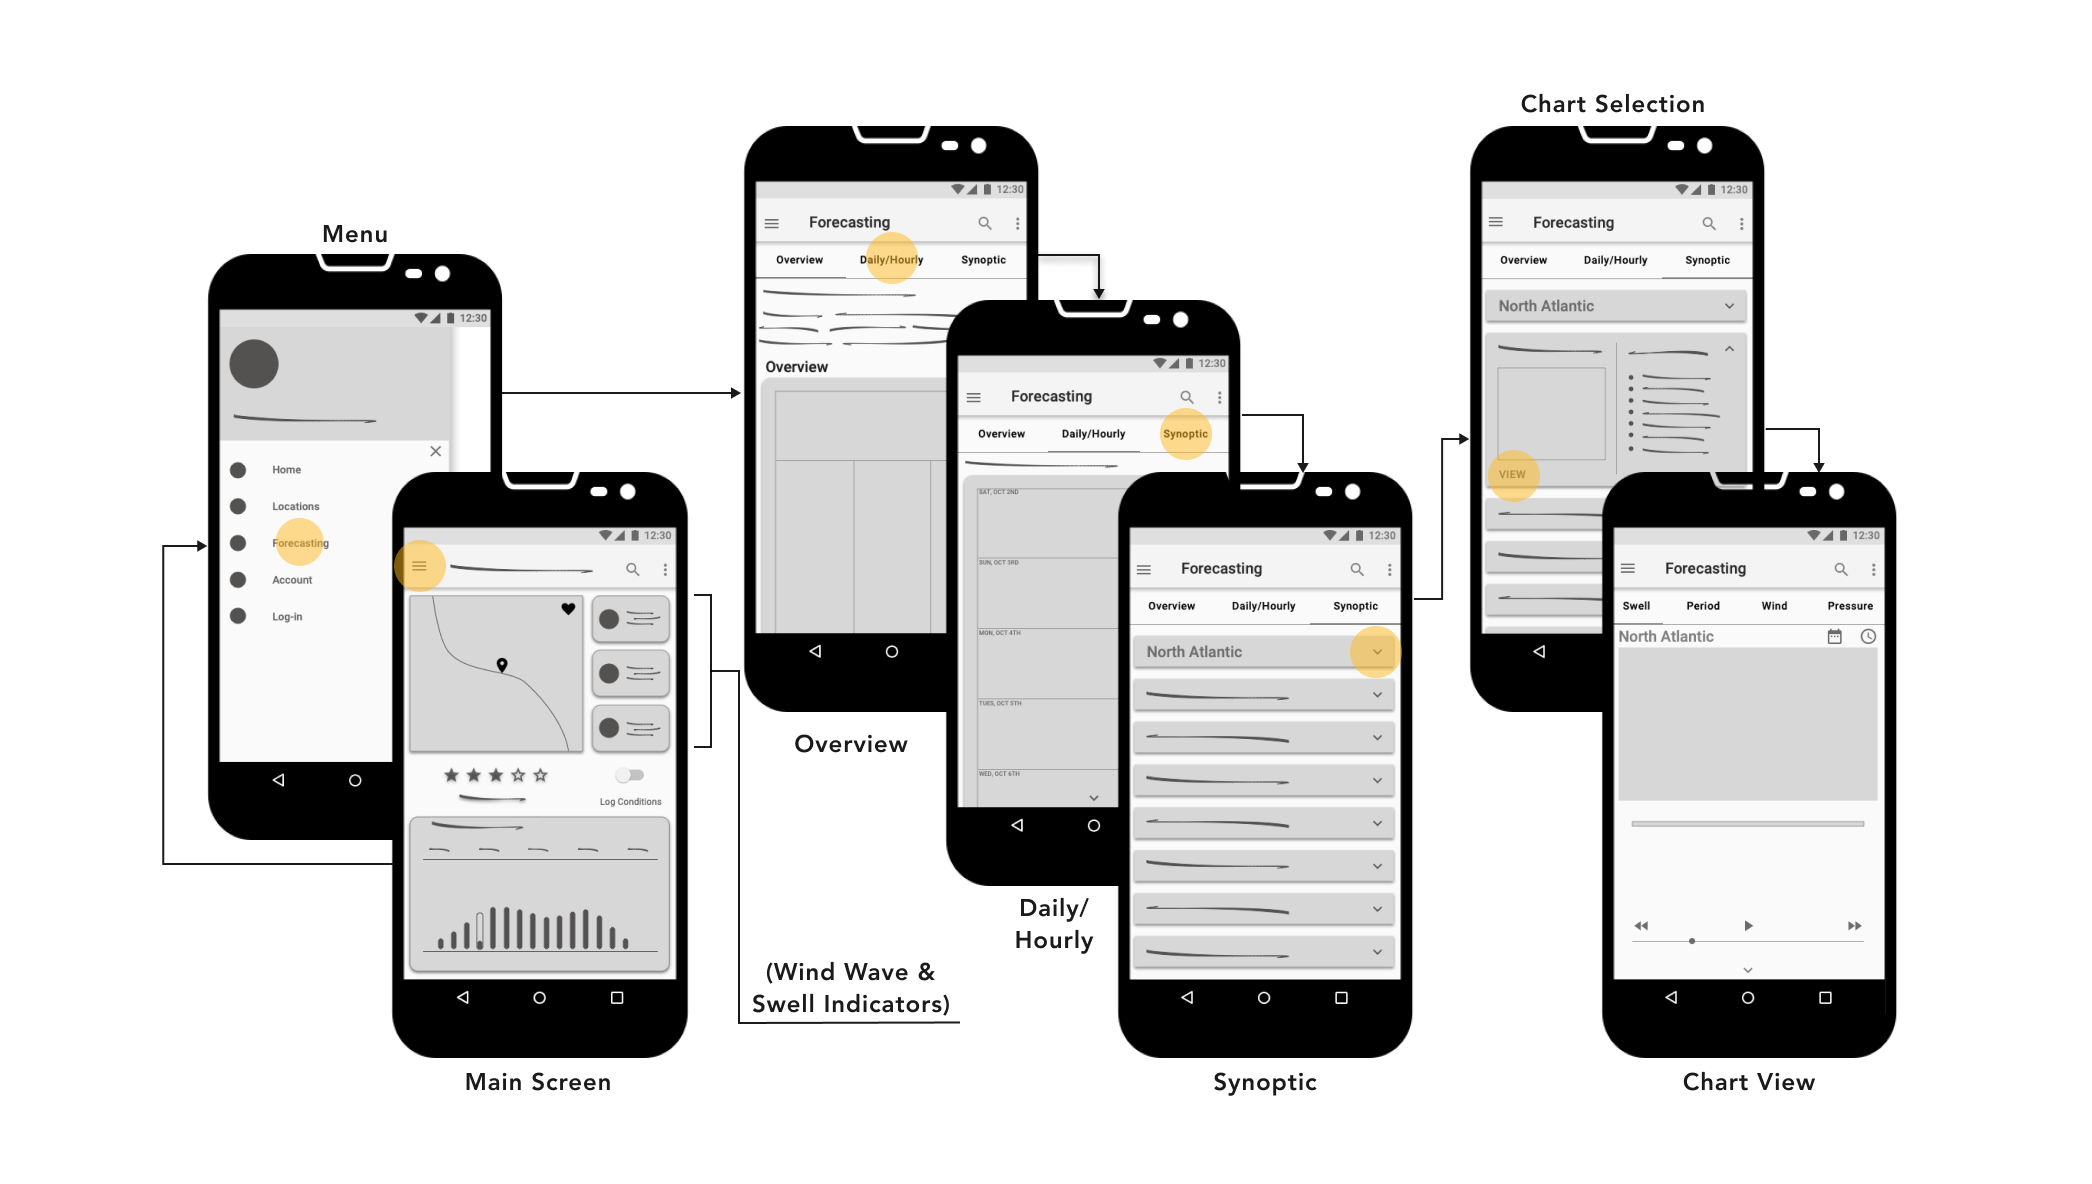 Menu
12:30
Home
Locations
Forecasting
Account
Log-in
12:30
Log Conditions
Main Screen
(Wind Wave &
Swell Indicators)
12:30
Forecasting
Overview Daily/Hourly Synoptic
Overview
Overview
12:30
Forecasting
Overview Daily/Hourly Synoptic
SAT, OCT 2ND
SUN, OCT 3RD
MON, OCT 4TH
TUES, OCT 5TH
WED, OCT 6TH
Daily/
Hourly
12:30
Forecasting
Overview Daily/Hourly Synoptic
North Atlantic
Synoptic
Chart Selection
12:30
Forecasting
Overview Daily/Hourly Synoptic
North Atlantic
VIEW
12:30
Forecasting
Swell Period Wind Pressure
North Atlantic
Chart View